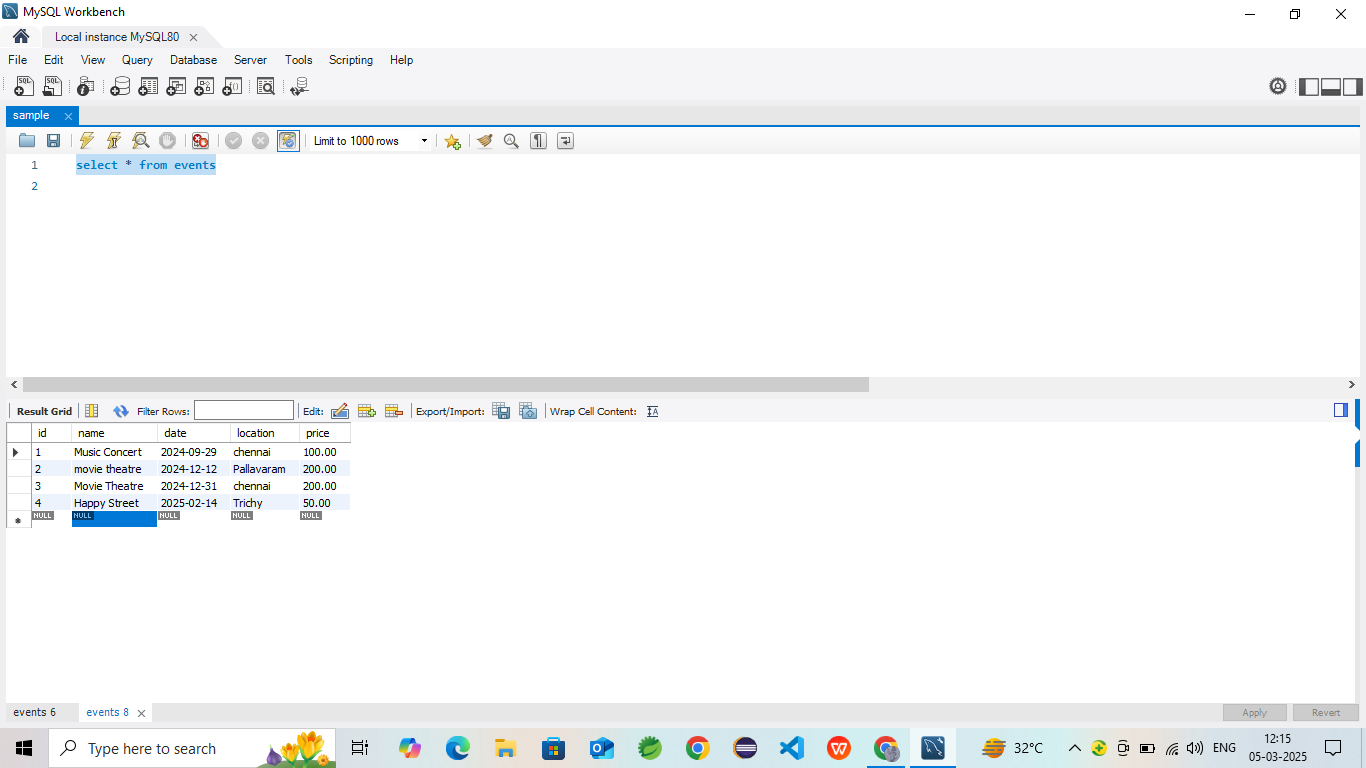 MySQL Workbench
Local instance MySQL80
File Edit View Query Database Server Tools Scripting Help
sample
Limit to 1000 rows
1 select * from events
2
Result Grid Filter Rows: Edit: Export/Import: Wrap Cell Content:
id name date location price
1 Music Concert 2024-09-29 chennai 100.00
2 movie theatre 2024-12-12 Pallavaram 200.00
3 Movie Theatre 2024-12-31 chennai 200.00
4 Happy Street 2025-02-14 Trichy 50.00
NULL NULL NULL NULL NULL
events 6 events 8 Apply Revert
Type here to search 32°C ENG 12:15
05-03-2025